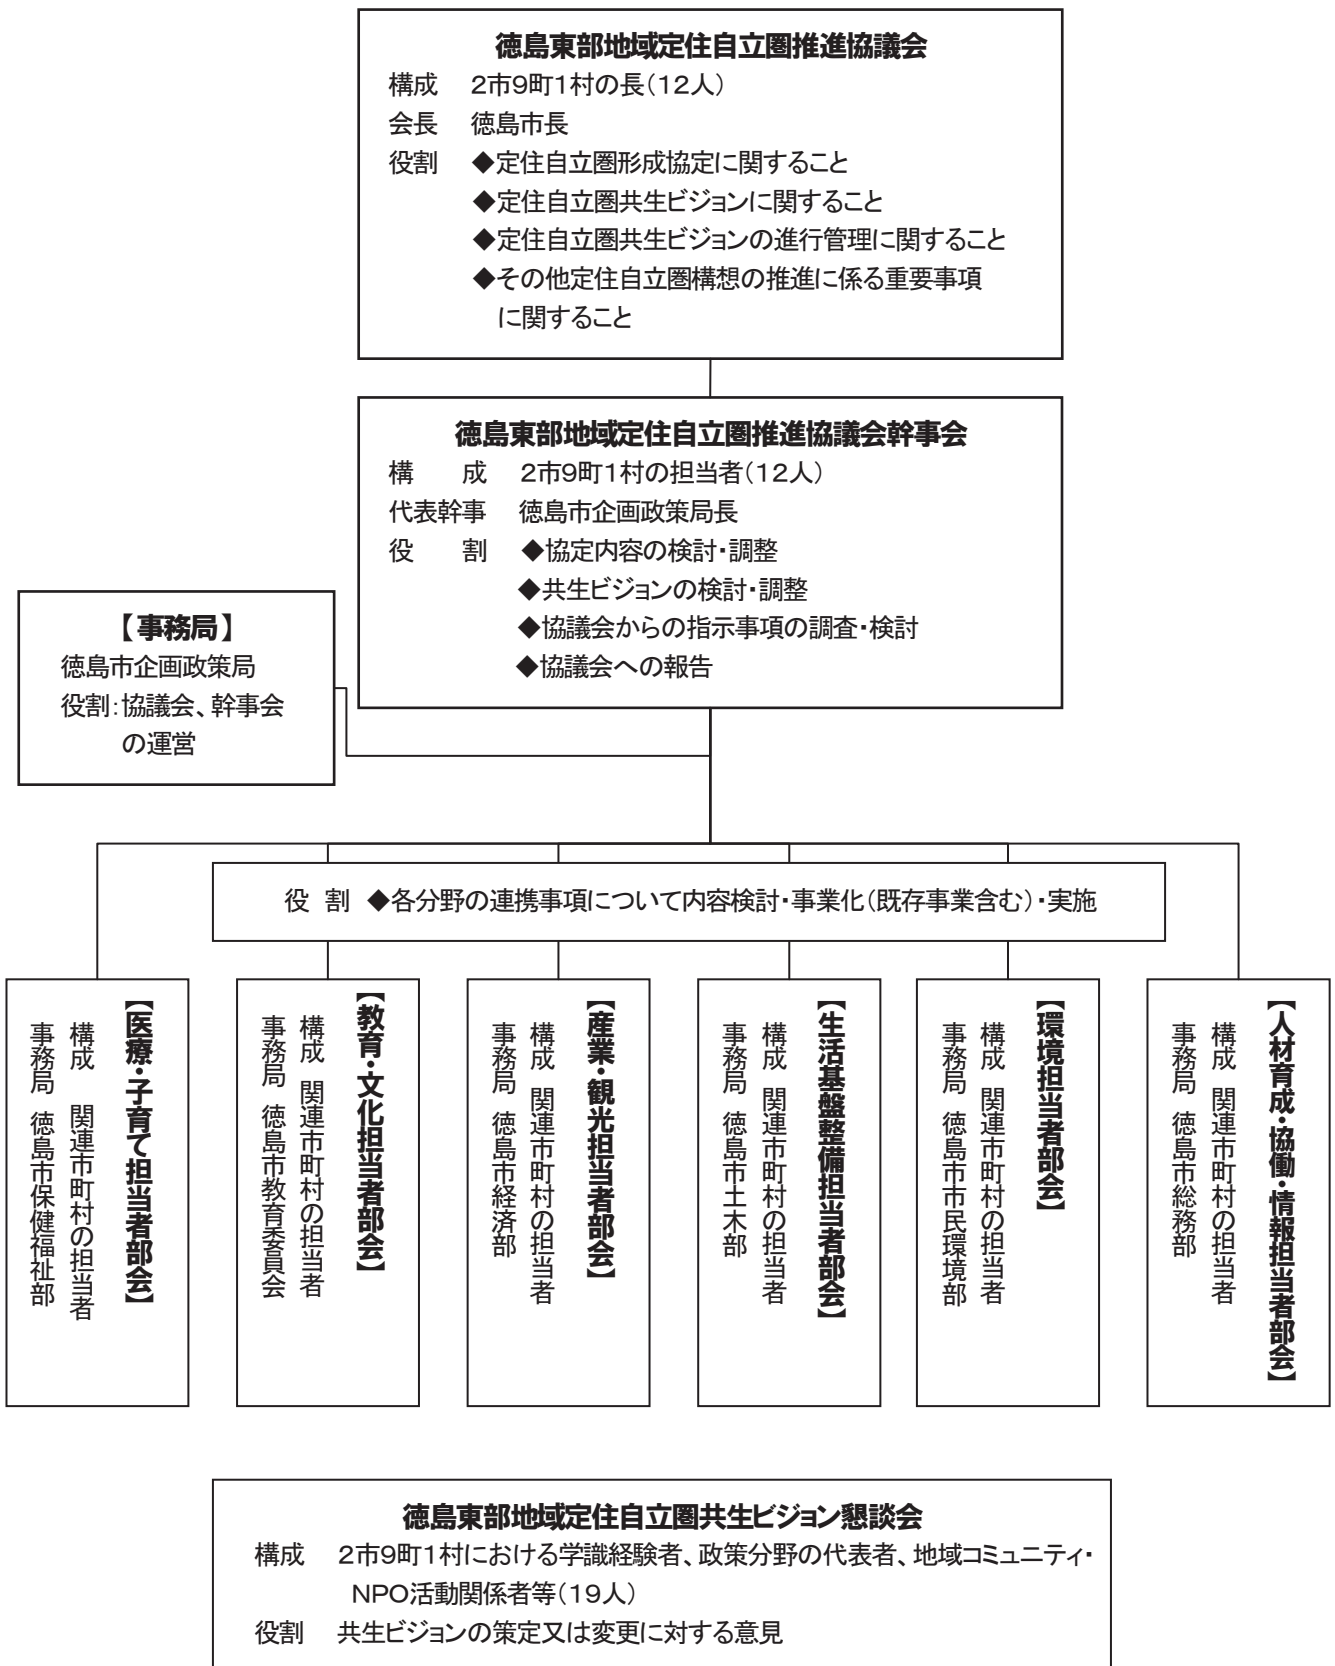 徳島東部地域定住自立圏推進協議会
構成 2市9町1村の長(12人)
会長 徳島市長
役割 ◆定住自立圏形成協定に関すること
◆定住自立圏共生ビジョンに関すること
◆定住自立圏共生ビジョンの進行管理に関すること
◆その他定住自立圏構想の推進に係る重要事項
に関すること
徳島東部地域定住自立圏推進協議会幹事会
構 成 2市9町1村の担当者(12人)
代表幹事 徳島市企画政策局長
役 割 ◆協定内容の検討・調整
◆共生ビジョンの検討・調整
◆協議会からの指示事項の調査・検討
◆協議会への報告
【事務局】
徳島市企画政策局
役割:協議会、幹事会
の運営
役 割 ◆各分野の連携事項について内容検討・事業化(既存事業含む)・実施
【医療・子育て担当者部会】
構成 関連市町村の担当者
事務局 徳島市保健福祉部
【教育・文化担当者部会】
構成 関連市町村の担当者
事務局 徳島市教育委員会
【産業・観光担当者部会】
構成 関連市町村の担当者
事務局 徳島市経済部
【生活基盤整備担当者部会】
構成 関連市町村の担当者
事務局 徳島市土木部
【環境担当者部会】
構成 関連市町村の担当者
事務局 徳島市市民環境部
【人材育成・協働・情報担当者部会】
構成 関連市町村の担当者
事務局 徳島市総務部
徳島東部地域定住自立圏共生ビジョン懇談会
構成 2市9町1村における学識経験者、政策分野の代表者、地域コミュニティ・
NPO活動関係者等(19人)
役割 共生ビジョンの策定又は変更に対する意見